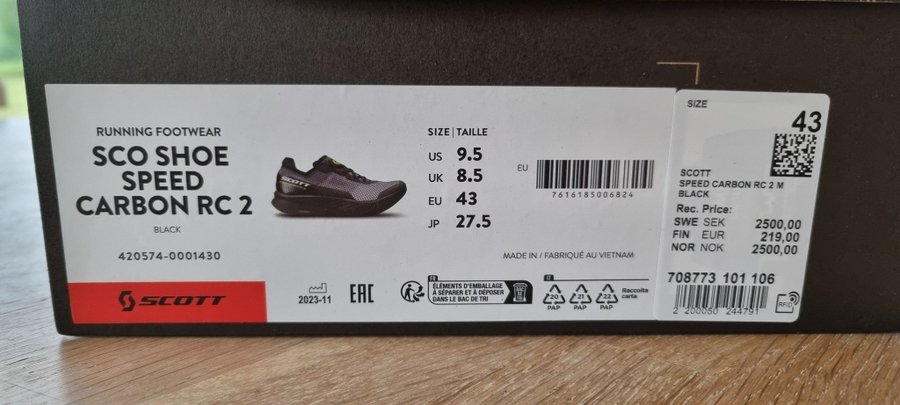 RUNNING FOOTWEAR
SCO SHOE
SPEED
CARBON RC 2
BLACK
420574-0001430
SCOTT
SCOTT
SIZE | TAILLE
US 9.5
UK 8.5
EU 43
JP 27.5
EU
7616185006824
MADE IN / FABRIQUÉ AU VIETNAM
2023-11
EAC
FR
ÉLÉMENTS D'EMBALLAGE
À SÉPARER ET À DÉPOSER
DANS LE BAC DE TRI
IT
20 21 22
PAP PAP PAP
Raccolta
carta
SIZE
43
SCOTT
SPEED CARBON RC 2 M
BLACK
Rec. Price:
SWE SEK 2500,00
FIN EUR 219,00
NOR NOK 2500,00
708773 101 106
2 200050 244791
RFID